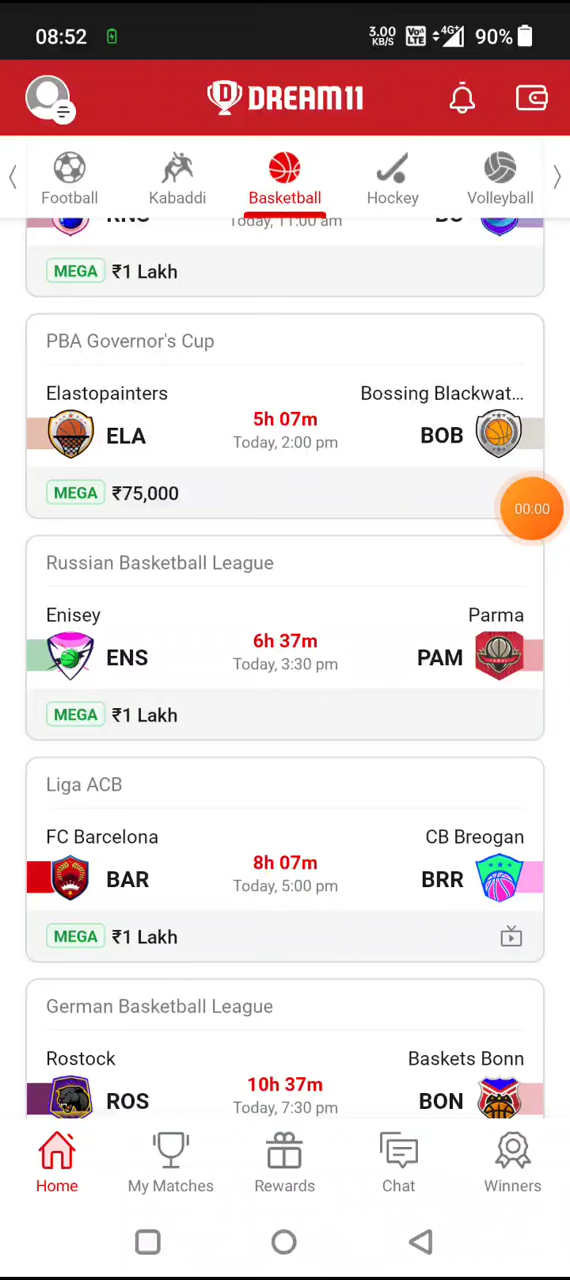 08:52
3.00 KB/S
Vo) LTE
4G+
90%
DREAM11
Football
Kabaddi
Basketball
Hockey
Volleyball
Today, 11:00 am
MEGA ₹1 Lakh
PBA Governor's Cup
Elastopainters
Bossing Blackwat...
5h 07m
ELA
BOB
Today, 2:00 pm
MEGA ₹75,000
00:00
Russian Basketball League
Enisey
Parma
6h 37m
ENS
PAM
Today, 3:30 pm
MEGA ₹1 Lakh
Liga ACB
FC Barcelona
CB Breogan
8h 07m
BAR
BRR
Today, 5:00 pm
MEGA ₹1 Lakh
German Basketball League
Rostock
Baskets Bonn
10h 37m
ROS
BON
Today, 7:30 pm
Home
My Matches
Rewards
Chat
Winners